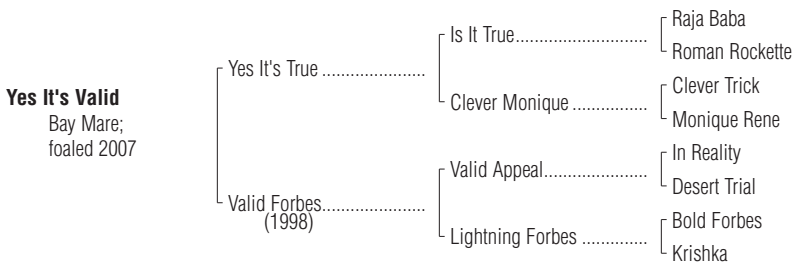 Yes It's Valid
Bay Mare;
foaled 2007
Yes It's True ......................
Valid Forbes......................
(1998)
Is It True............................
Clever Monique ................
Valid Appeal......................
Lightning Forbes ..............
Raja Baba
Roman Rockette
Clever Trick
Monique Rene
In Reality
Desert Trial
Bold Forbes
Krishka